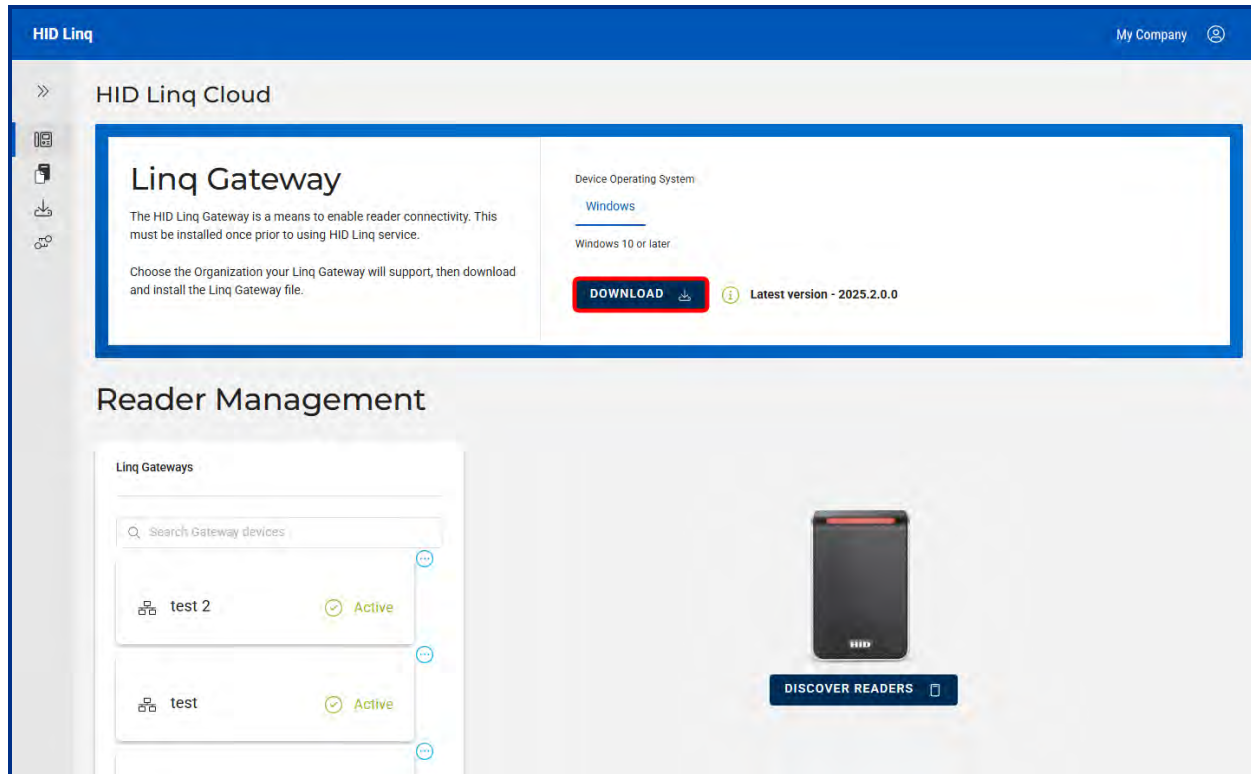 HID Linq
My Company
HID Linq Cloud
Linq Gateway
The HID Linq Gateway is a means to enable reader connectivity. This
must be installed once prior to using HID Linq service.
Choose the Organization your Linq Gateway will support, then download
and install the Linq Gateway file.
Device Operating System
Windows
Windows 10 or later
DOWNLOAD
Latest version - 2025.2.0.0
Reader Management
Linq Gateways
Search Gateway devices
test 2
Active
test
Active
HID
DISCOVER READERS